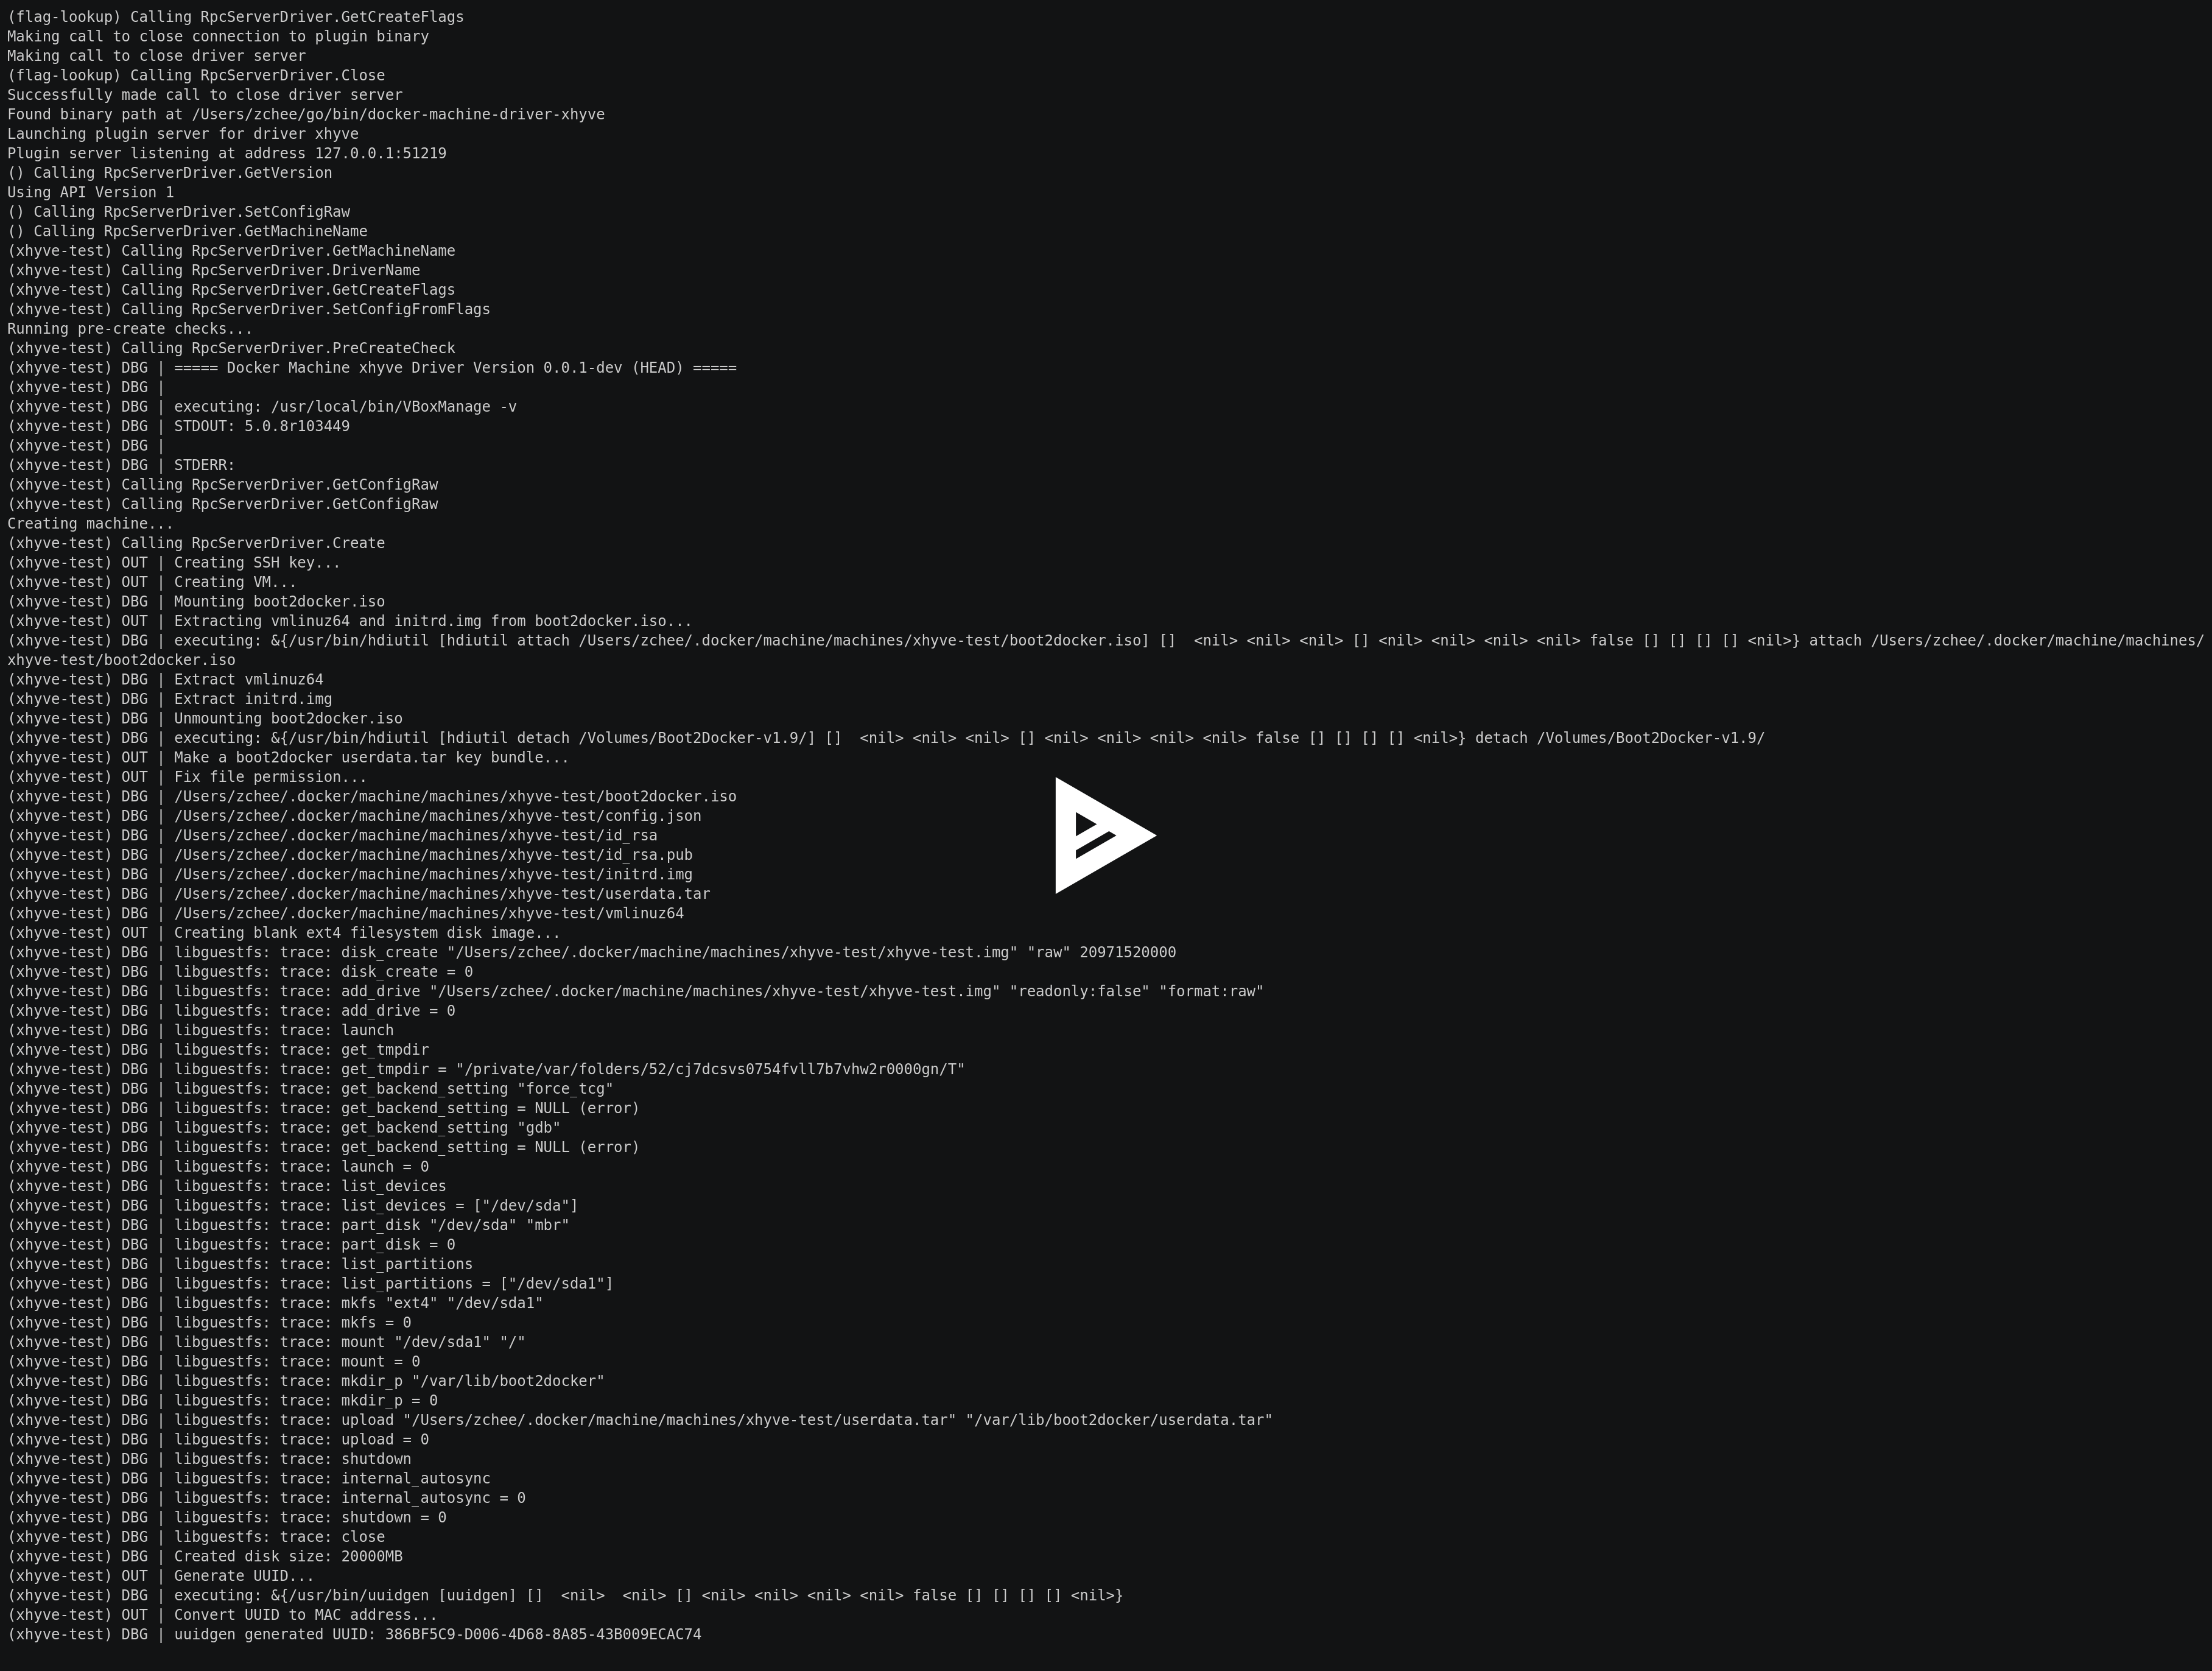 (flag-lookup) Calling RpcServerDriver.GetCreateFlags
Making call to close connection to plugin binary
Making call to close driver server
(flag-lookup) Calling RpcServerDriver.Close
Successfully made call to close driver server
Found binary path at /Users/zchee/go/bin/docker-machine-driver-xhyve
Launching plugin server for driver xhyve
Plugin server listening at address 127.0.0.1:51219
() Calling RpcServerDriver.GetVersion
Using API Version 1
() Calling RpcServerDriver.SetConfigRaw
() Calling RpcServerDriver.GetMachineName
(xhyve-test) Calling RpcServerDriver.GetMachineName
(xhyve-test) Calling RpcServerDriver.DriverName
(xhyve-test) Calling RpcServerDriver.GetCreateFlags
(xhyve-test) Calling RpcServerDriver.SetConfigFromFlags
Running pre-create checks...
(xhyve-test) Calling RpcServerDriver.PreCreateCheck
(xhyve-test) DBG | ===== Docker Machine xhyve Driver Version 0.0.1-dev (HEAD) =====
(xhyve-test) DBG |
(xhyve-test) DBG | executing: /usr/local/bin/VBoxManage -v
(xhyve-test) DBG | STDOUT: 5.0.8r103449
(xhyve-test) DBG |
(xhyve-test) DBG | STDERR:
(xhyve-test) Calling RpcServerDriver.GetConfigRaw
(xhyve-test) Calling RpcServerDriver.GetConfigRaw
Creating machine...
(xhyve-test) Calling RpcServerDriver.Create
(xhyve-test) OUT | Creating SSH key...
(xhyve-test) OUT | Creating VM...
(xhyve-test) DBG | Mounting boot2docker.iso
(xhyve-test) OUT | Extracting vmlinuz64 and initrd.img from boot2docker.iso...
(xhyve-test) DBG | executing: &{/usr/bin/hdiutil [hdiutil attach /Users/zchee/.docker/machine/machines/xhyve-test/boot2docker.iso] []  <nil> <nil> <nil> [] <nil> <nil> <nil> <nil> false [] [] [] [] <nil>} attach /Users/zchee/.docker/machine/machines/
xhyve-test/boot2docker.iso
(xhyve-test) DBG | Extract vmlinuz64
(xhyve-test) DBG | Extract initrd.img
(xhyve-test) DBG | Unmounting boot2docker.iso
(xhyve-test) DBG | executing: &{/usr/bin/hdiutil [hdiutil detach /Volumes/Boot2Docker-v1.9/] []  <nil> <nil> <nil> [] <nil> <nil> <nil> <nil> false [] [] [] [] <nil>} detach /Volumes/Boot2Docker-v1.9/
(xhyve-test) OUT | Make a boot2docker userdata.tar key bundle...
(xhyve-test) OUT | Fix file permission...
(xhyve-test) DBG | /Users/zchee/.docker/machine/machines/xhyve-test/boot2docker.iso
(xhyve-test) DBG | /Users/zchee/.docker/machine/machines/xhyve-test/config.json
(xhyve-test) DBG | /Users/zchee/.docker/machine/machines/xhyve-test/id_rsa
(xhyve-test) DBG | /Users/zchee/.docker/machine/machines/xhyve-test/id_rsa.pub
(xhyve-test) DBG | /Users/zchee/.docker/machine/machines/xhyve-test/initrd.img
(xhyve-test) DBG | /Users/zchee/.docker/machine/machines/xhyve-test/userdata.tar
(xhyve-test) DBG | /Users/zchee/.docker/machine/machines/xhyve-test/vmlinuz64
(xhyve-test) OUT | Creating blank ext4 filesystem disk image...
(xhyve-test) DBG | libguestfs: trace: disk_create "/Users/zchee/.docker/machine/machines/xhyve-test/xhyve-test.img" "raw" 20971520000
(xhyve-test) DBG | libguestfs: trace: disk_create = 0
(xhyve-test) DBG | libguestfs: trace: add_drive "/Users/zchee/.docker/machine/machines/xhyve-test/xhyve-test.img" "readonly:false" "format:raw"
(xhyve-test) DBG | libguestfs: trace: add_drive = 0
(xhyve-test) DBG | libguestfs: trace: launch
(xhyve-test) DBG | libguestfs: trace: get_tmpdir
(xhyve-test) DBG | libguestfs: trace: get_tmpdir = "/private/var/folders/52/cj7dcsvs0754fvll7b7vhw2r0000gn/T"
(xhyve-test) DBG | libguestfs: trace: get_backend_setting "force_tcg"
(xhyve-test) DBG | libguestfs: trace: get_backend_setting = NULL (error)
(xhyve-test) DBG | libguestfs: trace: get_backend_setting "gdb"
(xhyve-test) DBG | libguestfs: trace: get_backend_setting = NULL (error)
(xhyve-test) DBG | libguestfs: trace: launch = 0
(xhyve-test) DBG | libguestfs: trace: list_devices
(xhyve-test) DBG | libguestfs: trace: list_devices = ["/dev/sda"]
(xhyve-test) DBG | libguestfs: trace: part_disk "/dev/sda" "mbr"
(xhyve-test) DBG | libguestfs: trace: part_disk = 0
(xhyve-test) DBG | libguestfs: trace: list_partitions
(xhyve-test) DBG | libguestfs: trace: list_partitions = ["/dev/sda1"]
(xhyve-test) DBG | libguestfs: trace: mkfs "ext4" "/dev/sda1"
(xhyve-test) DBG | libguestfs: trace: mkfs = 0
(xhyve-test) DBG | libguestfs: trace: mount "/dev/sda1" "/"
(xhyve-test) DBG | libguestfs: trace: mount = 0
(xhyve-test) DBG | libguestfs: trace: mkdir_p "/var/lib/boot2docker"
(xhyve-test) DBG | libguestfs: trace: mkdir_p = 0
(xhyve-test) DBG | libguestfs: trace: upload "/Users/zchee/.docker/machine/machines/xhyve-test/userdata.tar" "/var/lib/boot2docker/userdata.tar"
(xhyve-test) DBG | libguestfs: trace: upload = 0
(xhyve-test) DBG | libguestfs: trace: shutdown
(xhyve-test) DBG | libguestfs: trace: internal_autosync
(xhyve-test) DBG | libguestfs: trace: internal_autosync = 0
(xhyve-test) DBG | libguestfs: trace: shutdown = 0
(xhyve-test) DBG | libguestfs: trace: close
(xhyve-test) DBG | Created disk size: 20000MB
(xhyve-test) OUT | Generate UUID...
(xhyve-test) DBG | executing: &{/usr/bin/uuidgen [uuidgen] []  <nil>  <nil> [] <nil> <nil> <nil> <nil> false [] [] [] [] <nil>}
(xhyve-test) OUT | Convert UUID to MAC address...
(xhyve-test) DBG | uuidgen generated UUID: 386BF5C9-D006-4D68-8A85-43B009ECAC74